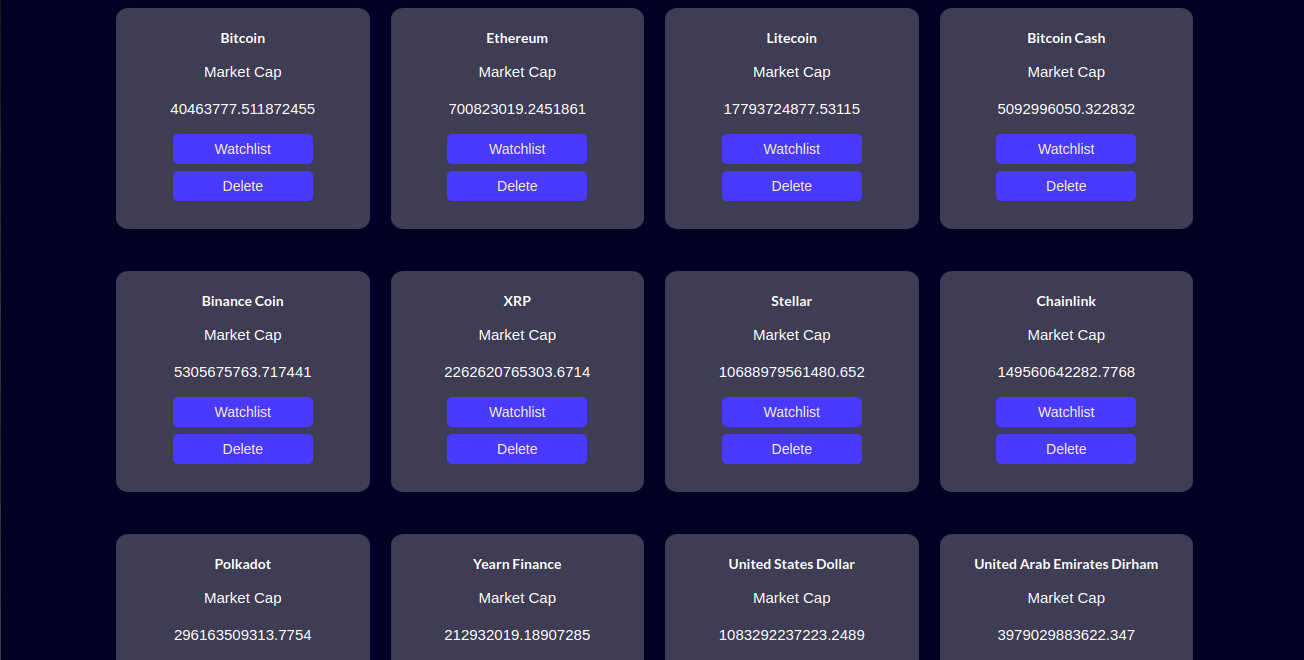 Bitcoin
Market Cap
40463777.511872455
Watchlist
Delete
Ethereum
Market Cap
700823019.2451861
Watchlist
Delete
Litecoin
Market Cap
17793724877.53115
Watchlist
Delete
Bitcoin Cash
Market Cap
5092996050.322832
Watchlist
Delete
Binance Coin
Market Cap
5305675763.717441
Watchlist
Delete
XRP
Market Cap
2262620765303.6714
Watchlist
Delete
Stellar
Market Cap
10688979561480.652
Watchlist
Delete
Chainlink
Market Cap
149560642282.7768
Watchlist
Delete
Polkadot
Market Cap
296163509313.7754
Yearn Finance
Market Cap
212932019.18907285
United States Dollar
Market Cap
1083292237223.2489
United Arab Emirates Dirham
Market Cap
3979029883622.347